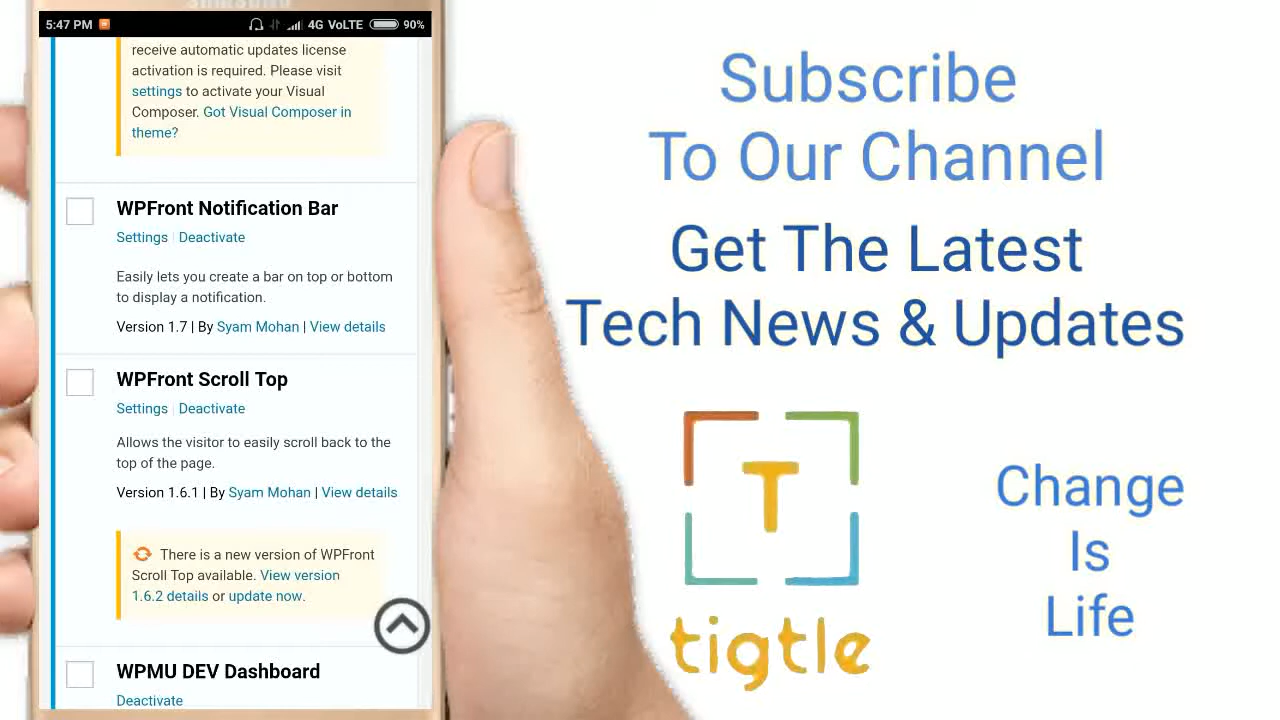 SAMSUNG
5:47 PM 4G VoLTE 90%
receive automatic updates license
activation is required. Please visit
settings to activate your Visual
Composer. Got Visual Composer in
theme?
WPFront Notification Bar
Settings | Deactivate
Easily lets you create a bar on top or bottom
to display a notification.
Version 1.7 | By Syam Mohan | View details
WPFront Scroll Top
Settings | Deactivate
Allows the visitor to easily scroll back to the
top of the page.
Version 1.6.1 | By Syam Mohan | View details
There is a new version of WPFront
Scroll Top available. View version
1.6.2 details or update now.
WPMU DEV Dashboard
Deactivate
Subscribe
To Our Channel
Get The Latest
Tech News & Updates
T
tigtle
Change
Is
Life